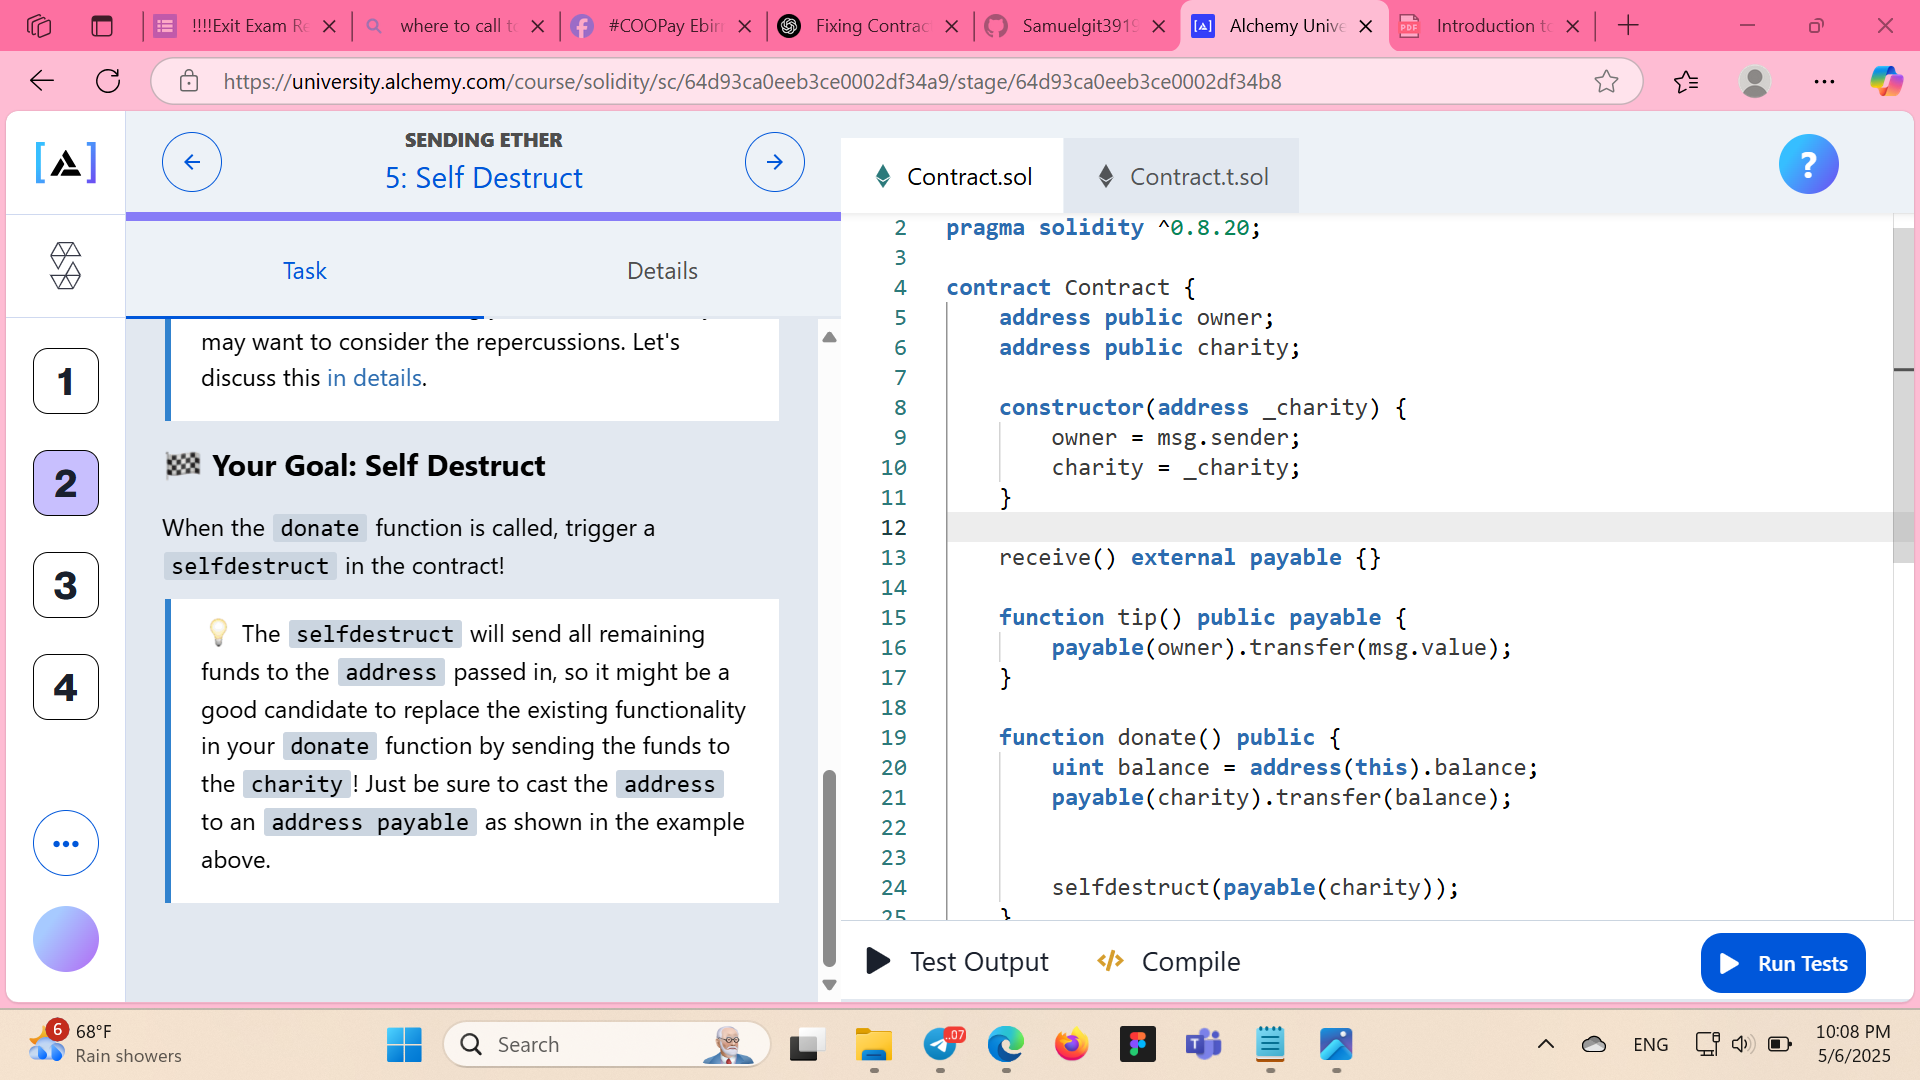 !!!!Exit Exam Re
where to call to
#COOPay Ebir
Fixing Contrac
Samuelgit3919
Alchemy Unive
Introduction to
https://university.alchemy.com/course/solidity/sc/64d93ca0eeb3ce0002df34a9/stage/64d93ca0eeb3ce0002df34b8
SENDING ETHER
5: Self Destruct
Task
Details
may want to consider the repercussions. Let's
discuss this in details.
Your Goal: Self Destruct
When the donate function is called, trigger a
selfdestruct in the contract!
The selfdestruct will send all remaining
funds to the address passed in, so it might be a
good candidate to replace the existing functionality
in your donate function by sending the funds to
the charity! Just be sure to cast the address
to an address payable as shown in the example
above.
1
2
3
4
Contract.sol
Contract.t.sol
?
2 pragma solidity ^0.8.20;
3
4 contract Contract {
5 address public owner;
6 address public charity;
7
8 constructor(address _charity) {
9 owner = msg.sender;
10 charity = _charity;
11 }
12
13 receive() external payable {}
14
15 function tip() public payable {
16 payable(owner).transfer(msg.value);
17 }
18
19 function donate() public {
20 uint balance = address(this).balance;
21 payable(charity).transfer(balance);
22
23
24 selfdestruct(payable(charity));
25 }
Test Output
</> Compile
Run Tests
6
68°F
Rain showers
Search
..07
ENG
10:08 PM
5/6/2025